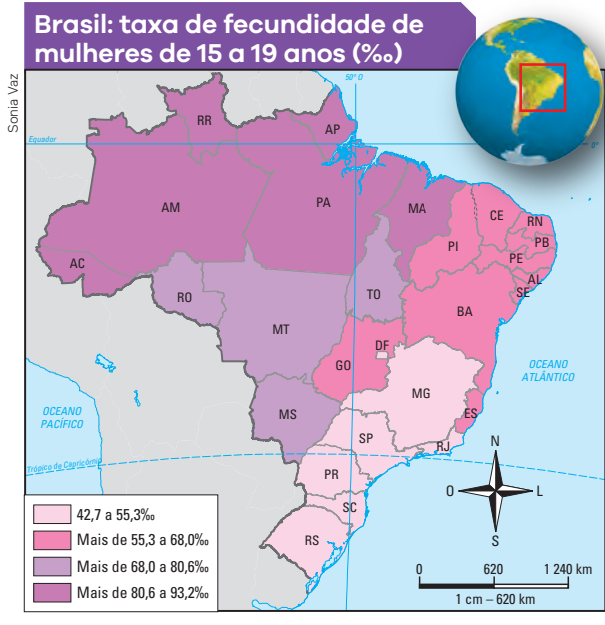 Brasil: taxa de fecundidade de
mulheres de 15 a 19 anos (‰)
Sonia Vaz
50° O
Equador
0°
RR
AP
AM
PA
MA
CE
RN
PI
PB
PE
AC
AL
SE
RO
TO
BA
MT
DF
GO
MG
OCEANO
ATLÂNTICO
MS
ES
OCEANO
PACÍFICO
SP
RJ
Trópico de Capricórnio
PR
SC
RS
N
O
L
S
42,7 a 55,3‰
Mais de 55,3 a 68,0‰
Mais de 68,0 a 80,6‰
Mais de 80,6 a 93,2‰
0 620 1 240 km
1 cm – 620 km